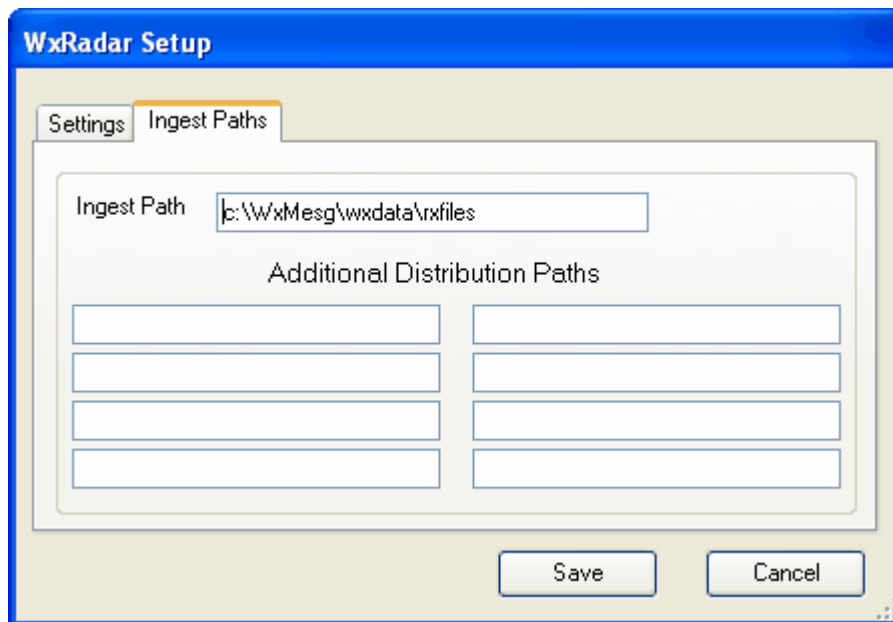 WxRadar Setup
Settings
Ingest Paths
Ingest Path
c:\WxMesg\wxdata\rxfiles
Additional Distribution Paths
Save
Cancel